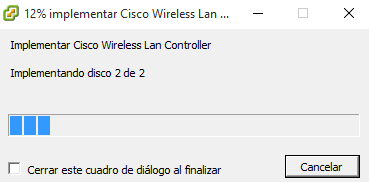 12% implementar Cisco Wireless Lan ...
Implementar Cisco Wireless Lan Controller
Implementando disco 2 de 2
Cerrar este cuadro de diálogo al finalizar
Cancelar